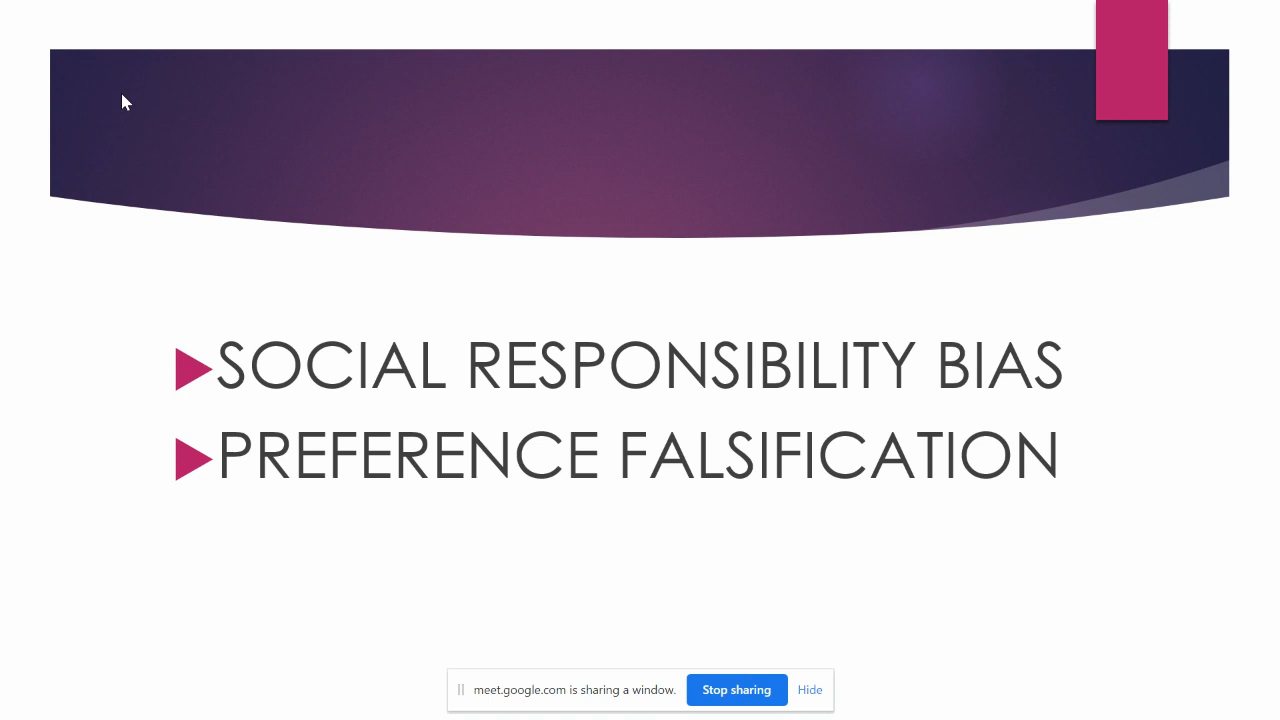 SOCIAL RESPONSIBILITY BIAS
PREFERENCE FALSIFICATION
meet.google.com is sharing a window. Stop sharing Hide